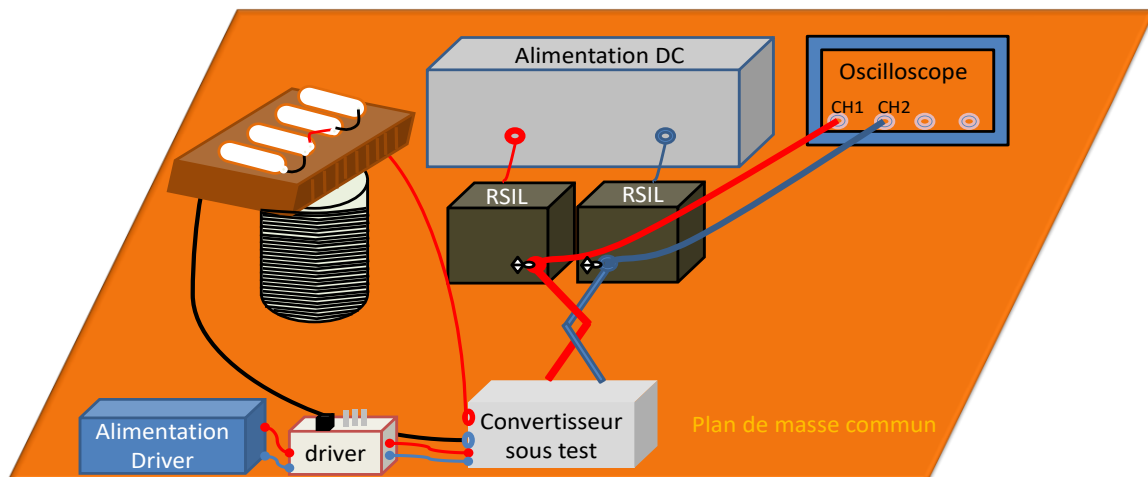 Alimentation DC
Oscilloscope
CH1 CH2
RSIL
RSIL
Alimentation
Driver
driver
Convertisseur
sous test
Plan de masse commun